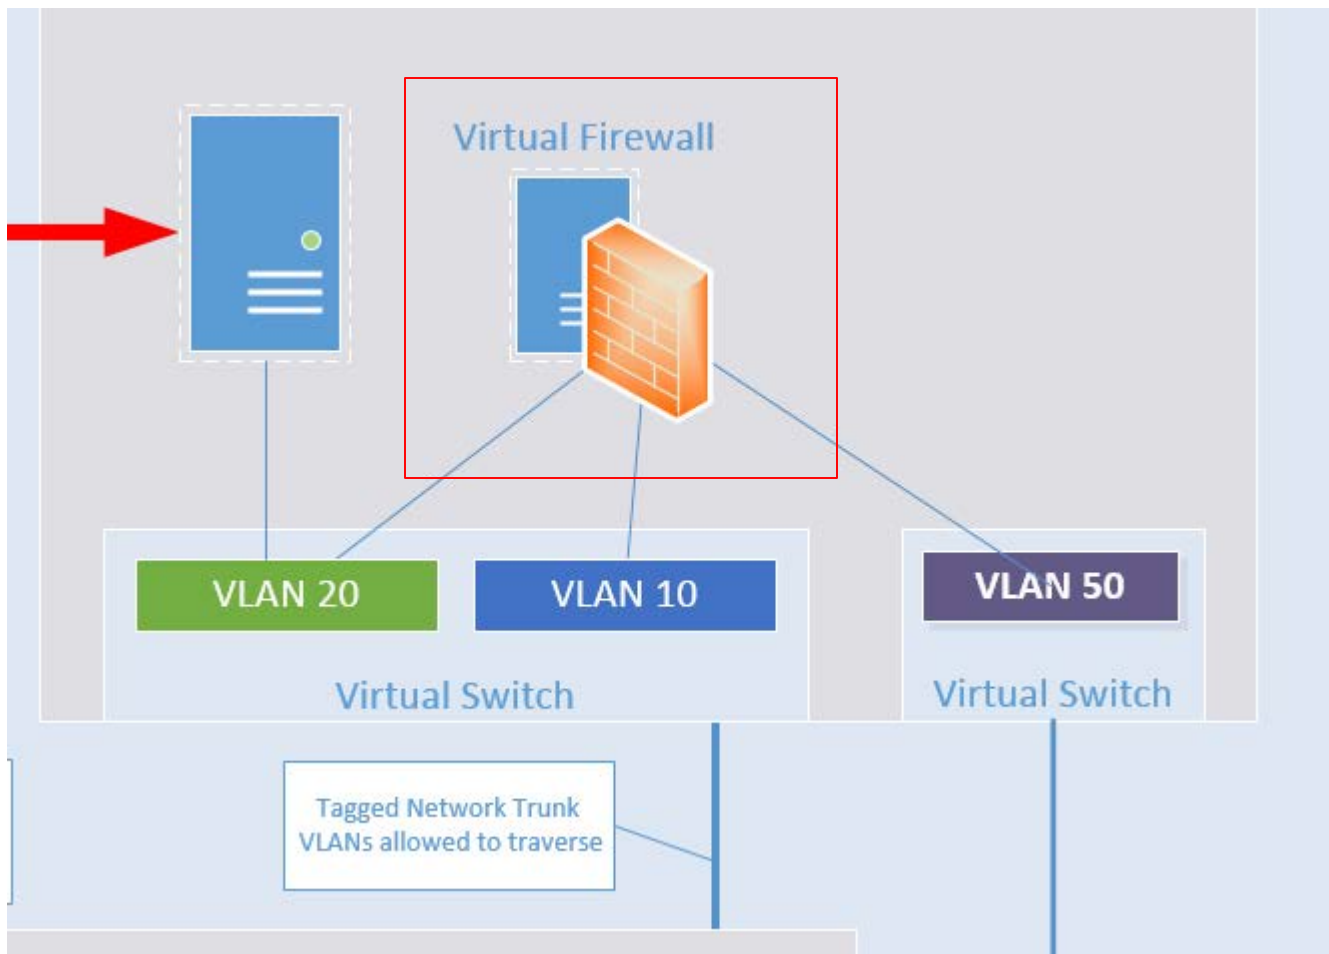 Virtual Firewall
VLAN 20
VLAN 10
VLAN 50
Virtual Switch
Virtual Switch
Tagged Network Trunk
VLANs allowed to traverse